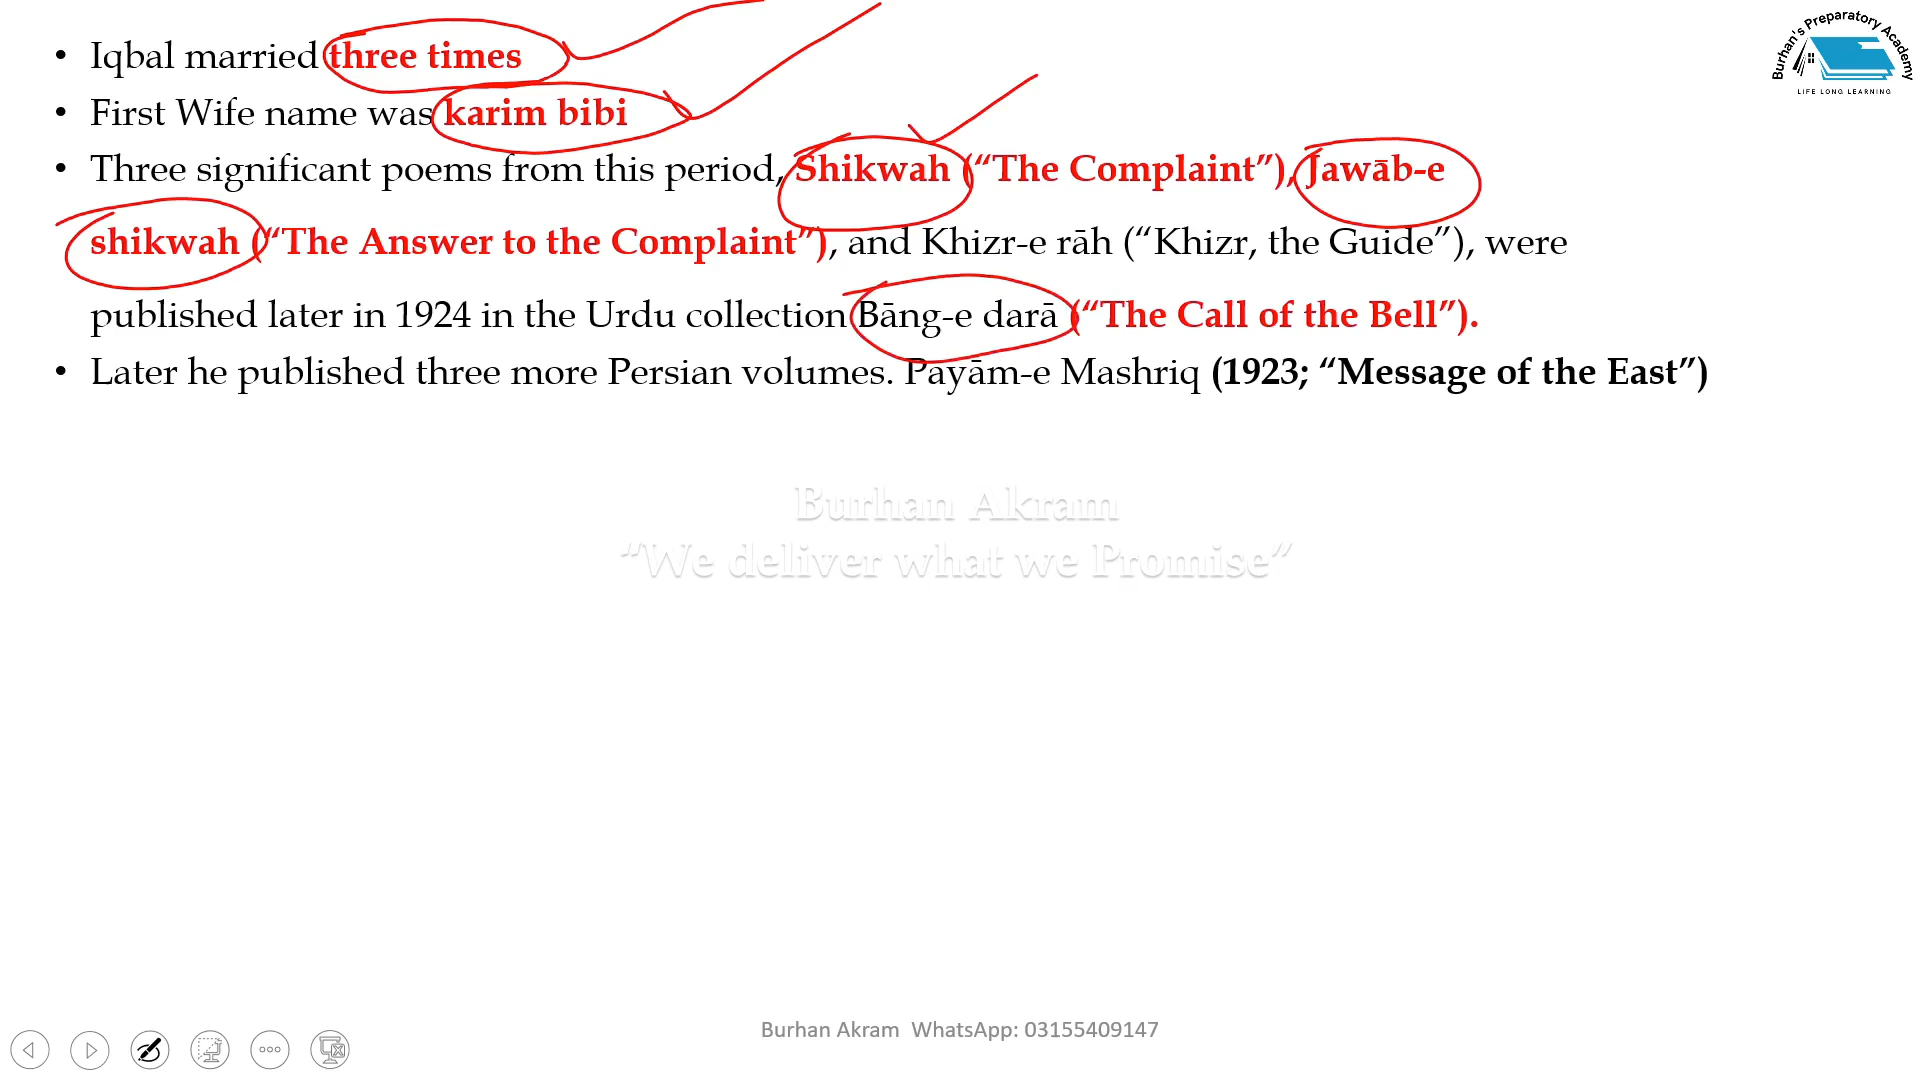 Burhan's Preparatory Academy
LIFE LONG LEARNING
• Iqbal married three times
• First Wife name was karim bibi
• Three significant poems from this period, Shikwah (“The Complaint”), Jawāb-e
shikwah (“The Answer to the Complaint”), and Khizr-e rāh (“Khizr, the Guide”), were
published later in 1924 in the Urdu collection Bāng-e darā (“The Call of the Bell”).
• Later he published three more Persian volumes. Payām-e Mashriq (1923; “Message of the East”)
Burhan Akram
“We deliver what we Promise”
Burhan Akram WhatsApp: 03155409147